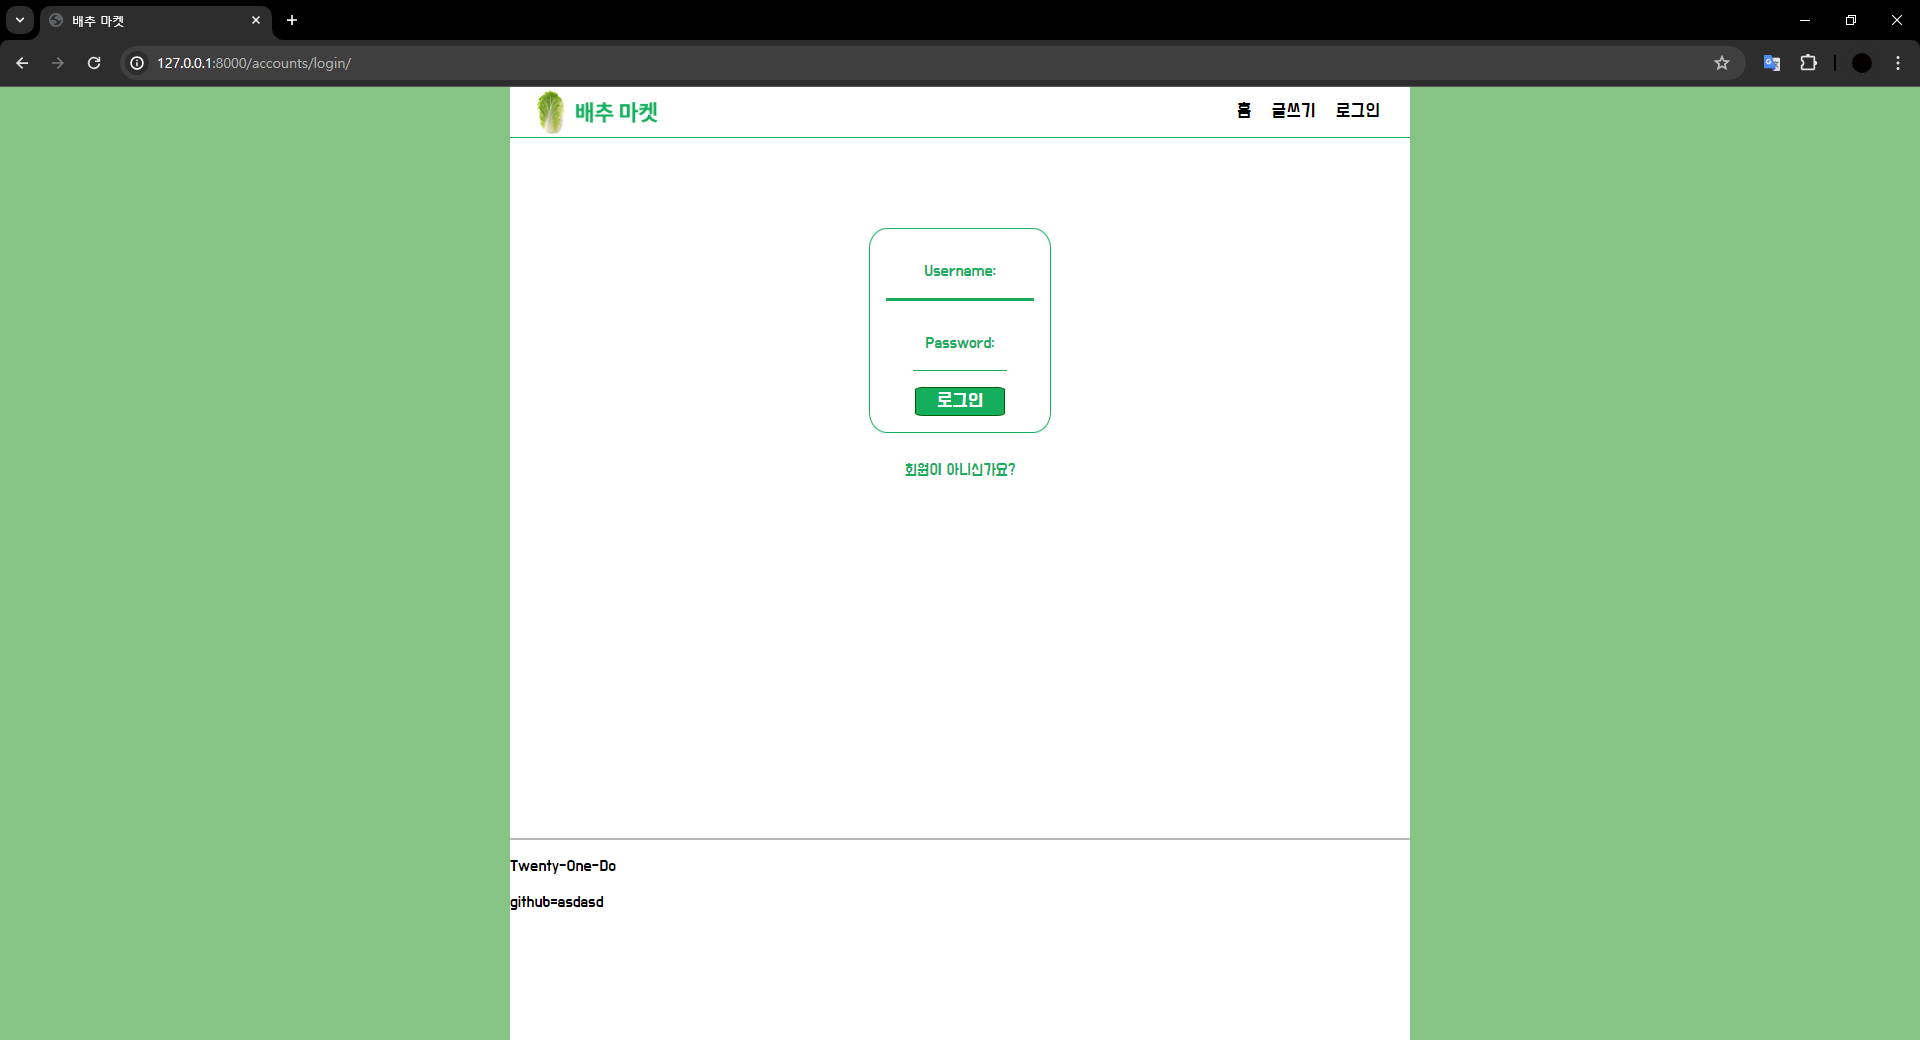 배추 마켓
127.0.0.1:8000/accounts/login/
배추 마켓
홈 글쓰기 로그인
Username:
Password:
로그인
회원이 아니신가요?
Twenty-One-Do
github=asdasd